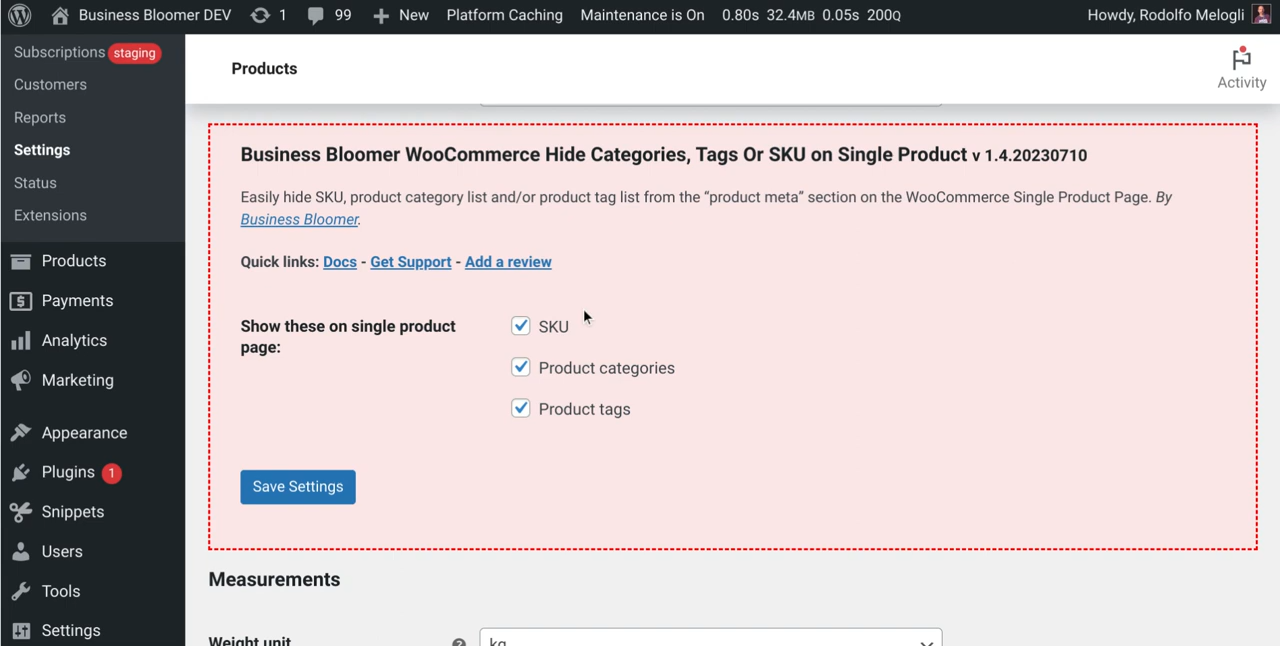 Business Bloomer DEV 1 99 New Platform Caching Maintenance is On 0.80s 32.4MB 0.05s 200Q Howdy, Rodolfo Melogli
Subscriptions staging
Customers
Reports
Settings
Status
Extensions
Products
Payments
Analytics
Marketing
Appearance
Plugins 1
Snippets
Users
Tools
Settings
Products
Activity
Business Bloomer WooCommerce Hide Categories, Tags Or SKU on Single Product v 1.4.20230710
Easily hide SKU, product category list and/or product tag list from the “product meta” section on the WooCommerce Single Product Page. By
Business Bloomer.
Quick links: Docs - Get Support - Add a review
Show these on single product
page:
SKU
Product categories
Product tags
Save Settings
Measurements
Weight unit ? kg